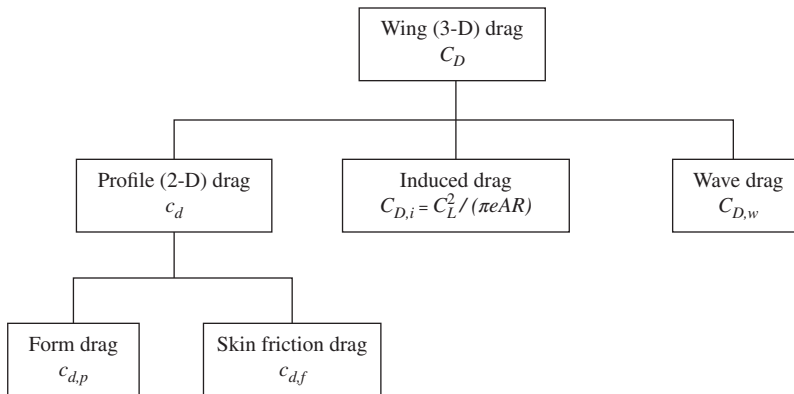 Wing (3-D) drag
C_D
Profile (2-D) drag
c_d
Induced drag
C_{D,i} = C_L^2 / (πeAR)
Wave drag
C_{D,w}
Form drag
c_{d,p}
Skin friction drag
c_{d,f}